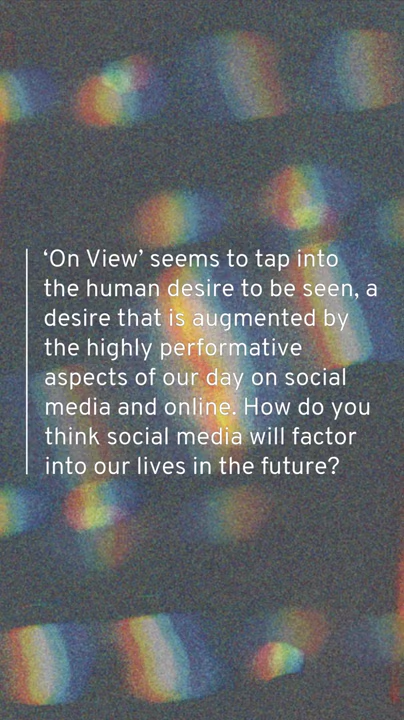 ‘On View’ seems to tap into
the human desire to be seen, a
desire that is augmented by
the highly performative
aspects of our day on social
media and online. How do you
think social media will factor
into our lives in the future?